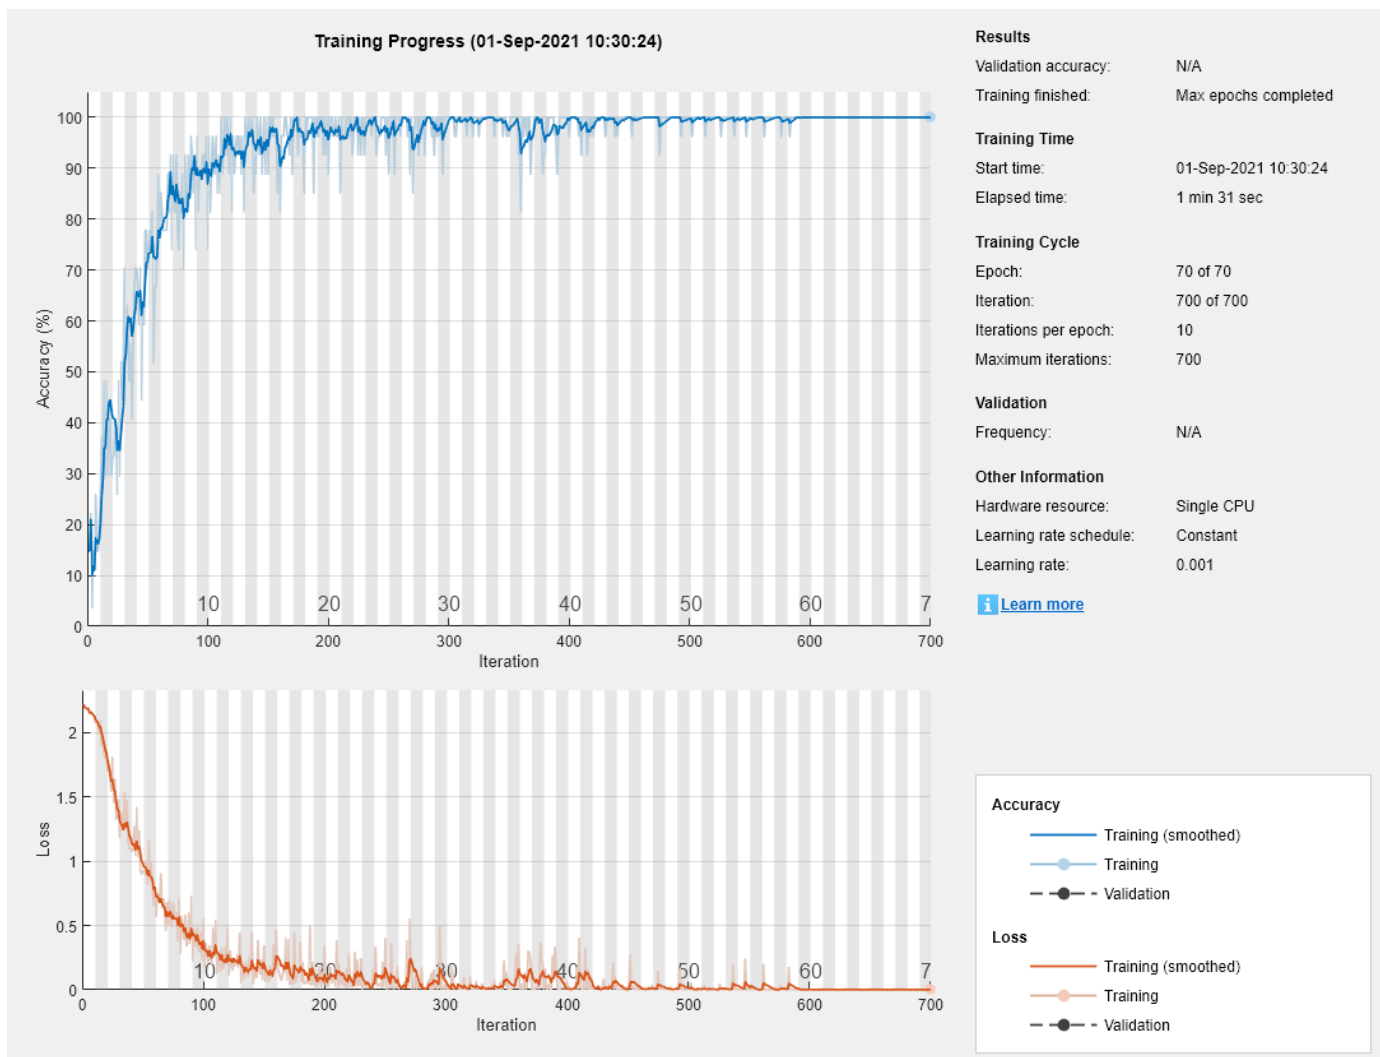 Training Progress (01-Sep-2021 10:30:24)
Accuracy (%)
100
90
80
70
60
50
40
30
20
10
0
10 20 30 40 50 60 7
0 100 200 300 400 500 600 700
Iteration
Loss
2
1.5
1
0.5
0
10 20 30 40 50 60 7
0 100 200 300 400 500 600 700
Iteration
Results
Validation accuracy: N/A
Training finished: Max epochs completed
Training Time
Start time: 01-Sep-2021 10:30:24
Elapsed time: 1 min 31 sec
Training Cycle
Epoch: 70 of 70
Iteration: 700 of 700
Iterations per epoch: 10
Maximum iterations: 700
Validation
Frequency: N/A
Other Information
Hardware resource: Single CPU
Learning rate schedule: Constant
Learning rate: 0.001
i Learn more
Accuracy
Training (smoothed)
Training
Validation
Loss
Training (smoothed)
Training
Validation